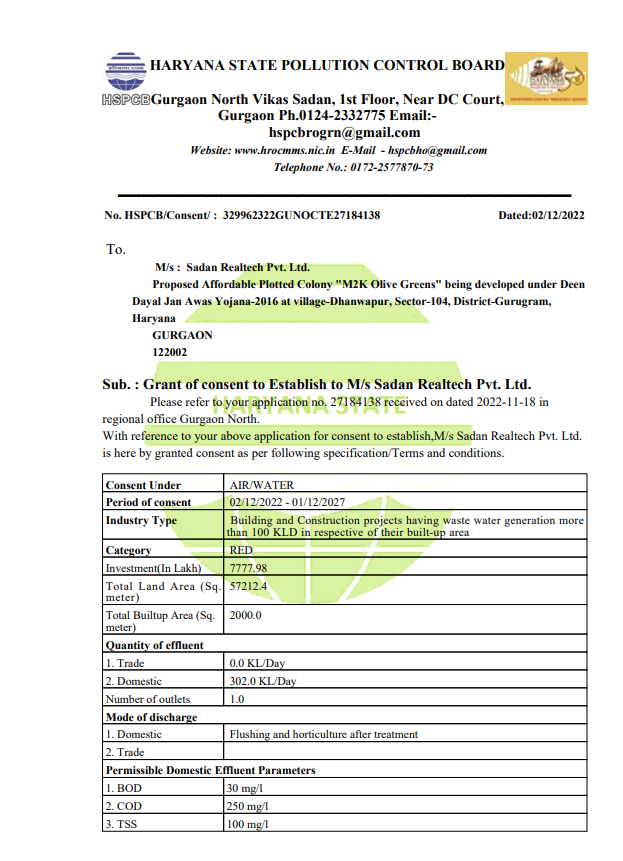 HARYANA STATE POLLUTION CONTROL BOARD
HSPCB
Gurgaon North Vikas Sadan, 1st Floor, Near DC Court,
Gurgaon Ph.0124-2332775 Email:-
hspcbrogrn@gmail.com
Website: www.hrocmms.nic.in E-Mail - hspcbho@gmail.com
Telephone No.: 0172-2577870-73
No. HSPCB/Consent/ : 329962322GUNOCTE27184138 Dated:02/12/2022
To.
M/s : Sadan Realtech Pvt. Ltd.
Proposed Affordable Plotted Colony "M2K Olive Greens" being developed under Deen
Dayal Jan Awas Yojana-2016 at village-Dhanwapur, Sector-104, District-Gurugram,
Haryana
GURGAON
122002
Sub. : Grant of consent to Establish to M/s Sadan Realtech Pvt. Ltd.
Please refer to your application no. 27184138 received on dated 2022-11-18 in
regional office Gurgaon North.
HARYANA STATE
With reference to your above application for consent to establish,M/s Sadan Realtech Pvt. Ltd.
is here by granted consent as per following specification/Terms and conditions.
Consent Under AIR/WATER
Period of consent 02/12/2022 - 01/12/2027
Industry Type Building and Construction projects having waste water generation more
than 100 KLD in respective of their built-up area
Category RED
Investment(In Lakh) 7777.98
Total Land Area (Sq. 57212.4
meter)
Total Builtup Area (Sq. 2000.0
meter)
Quantity of effluent
1. Trade 0.0 KL/Day
2. Domestic 302.0 KL/Day
Number of outlets 1.0
Mode of discharge
1. Domestic Flushing and horticulture after treatment
2. Trade
Permissible Domestic Effluent Parameters
1. BOD 30 mg/l
2. COD 250 mg/l
3. TSS 100 mg/l